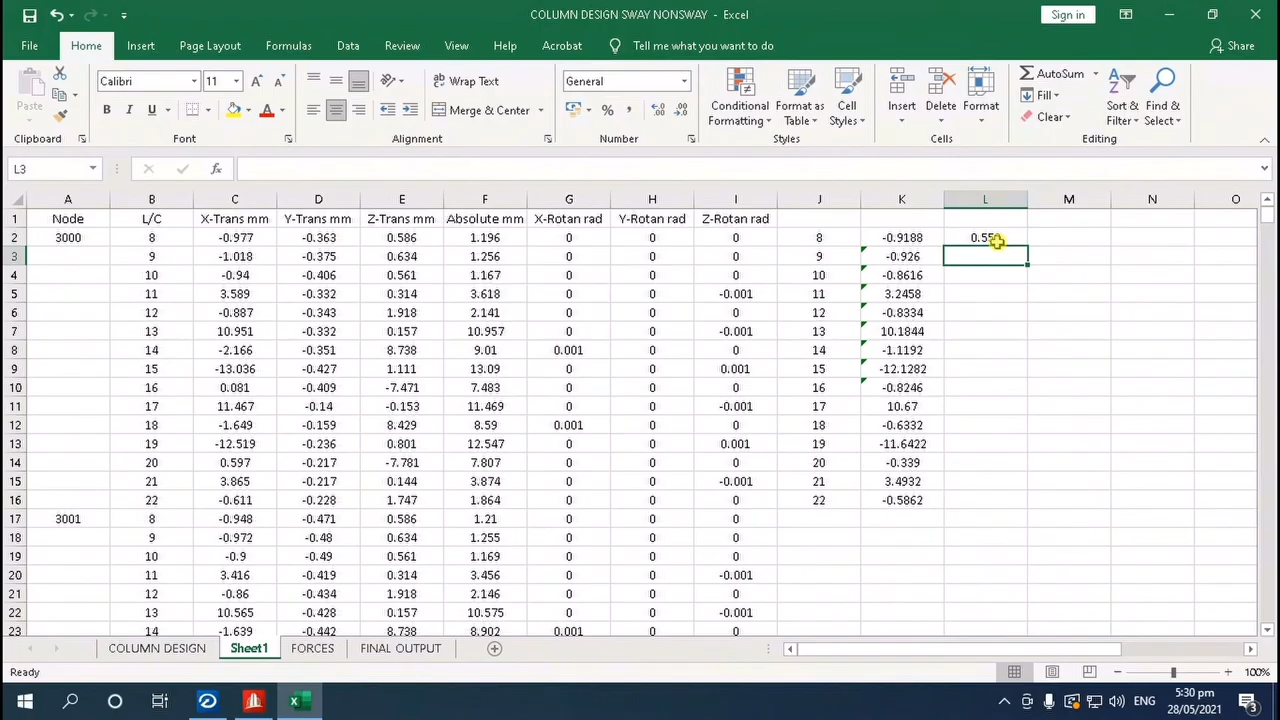 COLUMN DESIGN SWAY NONSWAY - Excel
Sign in
File Home Insert Page Layout Formulas Data Review View Help Acrobat Tell me what you want to do Share
Paste
Calibri 11
B I U
A A
Wrap Text
Merge & Center
General
% ,
Conditional Formatting
Format as Table
Cell Styles
Insert
Delete
Format
AutoSum
Fill
Clear
Sort & Filter
Find & Select
Clipboard Font Alignment Number Styles Cells Editing
L3
fx
A B C D E F G H I J K L M N O
1 Node L/C X-Trans mm Y-Trans mm Z-Trans mm Absolute mm X-Rotan rad Y-Rotan rad Z-Rotan rad
2 3000 8 -0.977 -0.363 0.586 1.196 0 0 0 8 -0.9188
3 9 -1.018 -0.375 0.634 1.256 0 0 0 9 -0.926
4 10 -0.94 -0.406 0.561 1.167 0 0 0 10 -0.8616
5 11 3.589 -0.332 0.314 3.618 0 0 -0.001 11 3.2458
6 12 -0.887 -0.343 1.918 2.141 0 0 0 12 -0.8334
7 13 10.951 -0.332 0.157 10.957 0 0 -0.001 13 10.1844
8 14 -2.166 -0.351 8.738 9.01 0.001 0 0 14 -1.1192
9 15 -13.036 -0.427 1.111 13.09 0 0 0.001 15 -12.1282
10 16 0.081 -0.409 -7.471 7.483 0 0 0 16 -0.8246
11 17 11.467 -0.14 -0.153 11.469 0 0 -0.001 17 10.67
12 18 -1.649 -0.159 8.429 8.59 0.001 0 0 18 -0.6332
13 19 -12.519 -0.236 0.801 12.547 0 0 0.001 19 -11.6422
14 20 0.597 -0.217 -7.781 7.807 0 0 0 20 -0.339
15 21 3.865 -0.217 0.144 3.874 0 0 -0.001 21 3.4932
16 22 -0.611 -0.228 1.747 1.864 0 0 0 22 -0.5862
17 3001 8 -0.948 -0.471 0.586 1.21 0 0 0
18 9 -0.972 -0.48 0.634 1.255 0 0 0
19 10 -0.9 -0.49 0.561 1.169 0 0 0
20 11 3.416 -0.419 0.314 3.456 0 0 -0.001
21 12 -0.86 -0.434 1.918 2.146 0 0 0
22 13 10.565 -0.428 0.157 10.575 0 0 -0.001
23 14 -1.639 -0.442 8.738 8.902 0.001 0 0
COLUMN DESIGN Sheet1 FORCES FINAL OUTPUT
Ready
100%
ENG
5:30 pm
28/05/2021
3